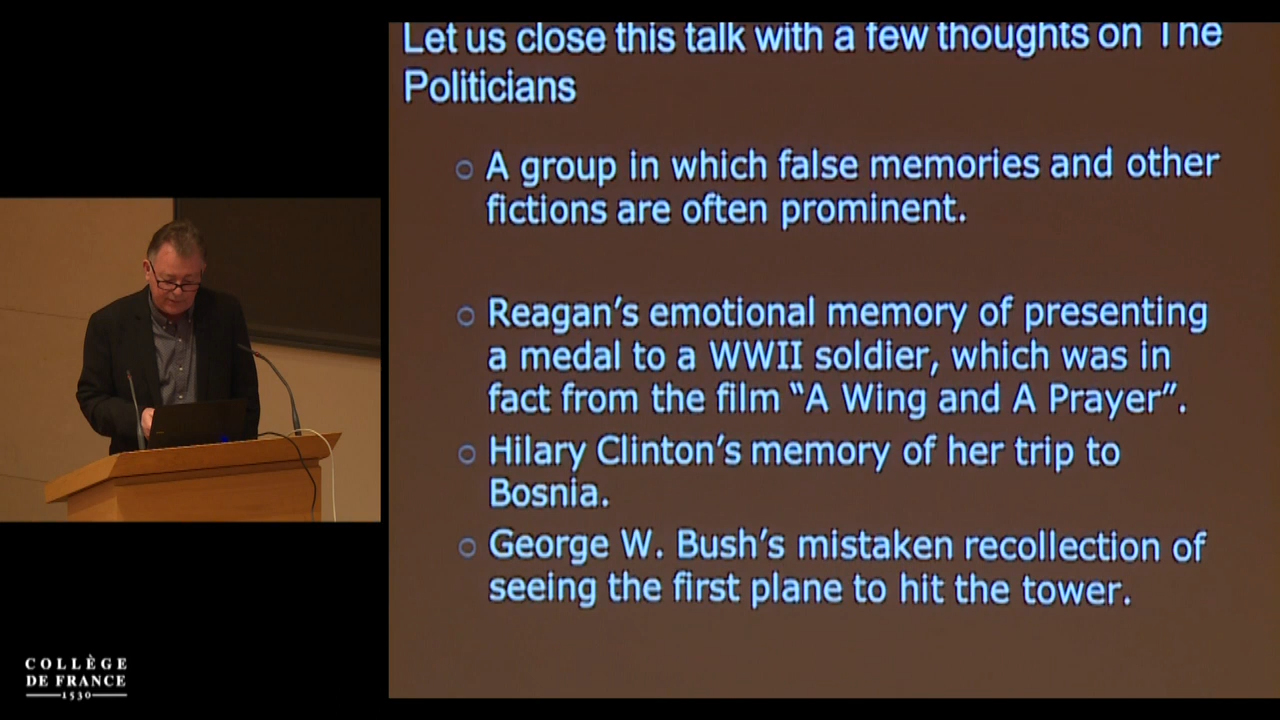 Let us close this talk with a few thoughts on The
Politicians
A group in which false memories and other
fictions are often prominent.
Reagan's emotional memory of presenting
a medal to a WWII soldier, which was in
fact from the film “A Wing and A Prayer”.
Hilary Clinton's memory of her trip to
Bosnia.
George W. Bush's mistaken recollection of
seeing the first plane to hit the tower.
COLLÈGE
DE FRANCE
1530